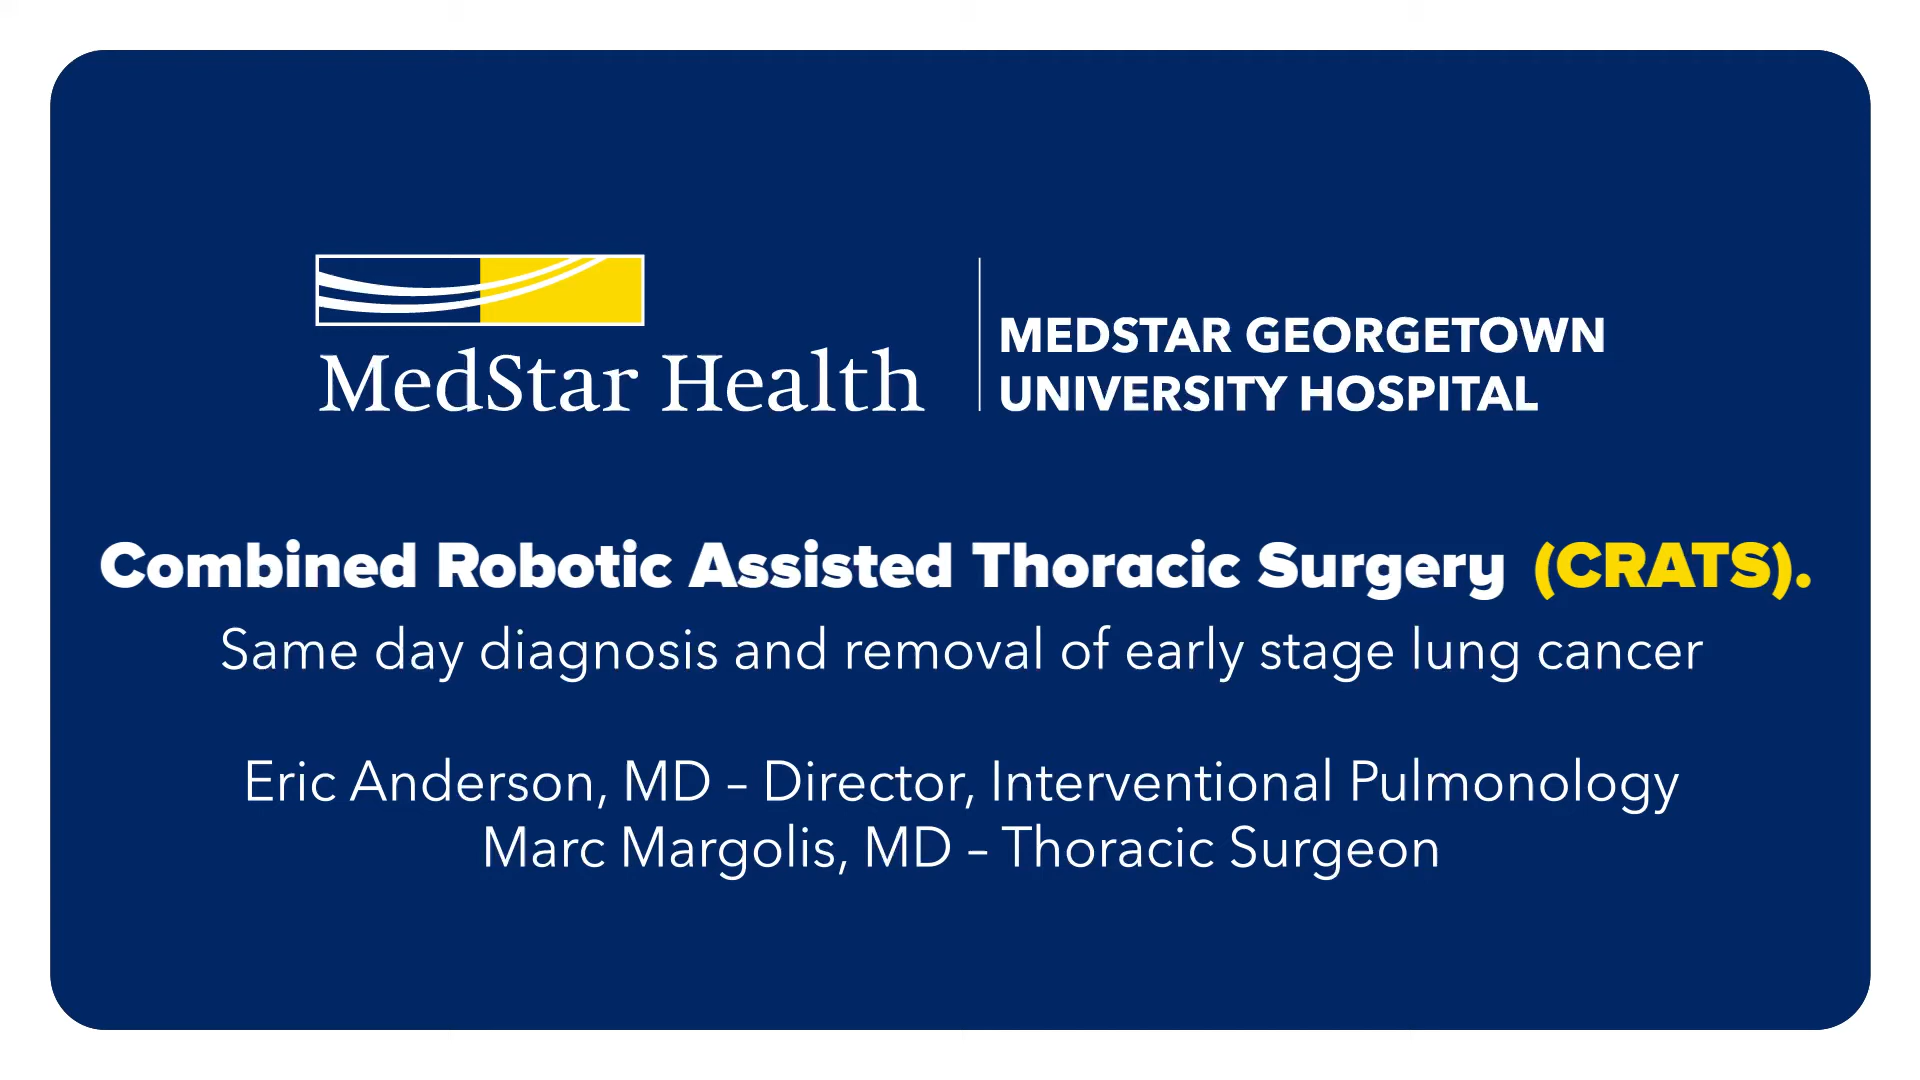 MedStar Health
MEDSTAR GEORGETOWN
UNIVERSITY HOSPITAL
Combined Robotic Assisted Thoracic Surgery (CRATS).
Same day diagnosis and removal of early stage lung cancer
Eric Anderson, MD – Director, Interventional Pulmonology
Marc Margolis, MD – Thoracic Surgeon